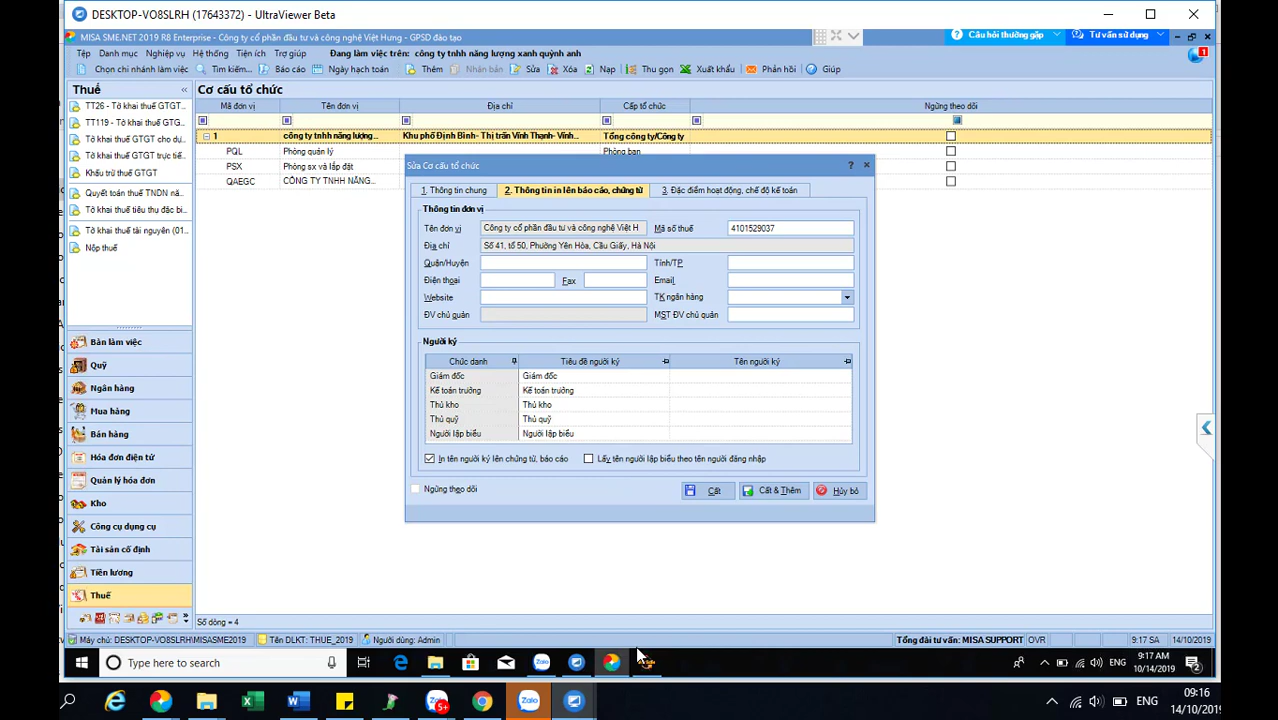 DESKTOP-VO8SLRH (17643372) - UltraViewer Beta
MISA SME.NET 2019 R8 Enterprise - Công ty cổ phần đầu tư và công nghệ Việt Hưng - GPSD đào tạo
Câu hỏi thường gặp
Tư vấn sử dụng
Tệp Danh mục Nghiệp vụ Hệ thống Tiện ích Trợ giúp Đang làm việc trên: công ty tnhh năng lượng xanh quỳnh anh
1
Chọn chi nhánh làm việc Tìm kiếm... Báo cáo Ngày hạch toán Thêm Nhân bản Sửa Xóa Nạp Thu gọn Xuất khẩu Phản hồi Giúp
Thuế
Cơ cấu tổ chức
TT26 - Tờ khai thuế GTGT...
TT119 - Tờ khai thuế GTG...
Tờ khai thuế GTGT cho dự...
Tờ khai thuế GTGT trực tiế...
Khấu trừ thuế GTGT
Quyết toán thuế TNDN nă...
Tờ khai thuế tiêu thụ đặc bi...
Tờ khai thuế tài nguyên (01...
Nộp thuế
Mã đơn vị Tên đơn vị Địa chỉ Cấp tổ chức Ngừng theo dõi
1 công ty tnhh năng lượng... Khu phố Định Bình- Thị trấn Vĩnh Thạnh- Vĩnh... Tổng công ty/Công ty
PQL Phòng quản lý Phòng ban
PSX Phòng sx và lắp đặt
QAEGC CÔNG TY TNHH NĂNG...
Sửa Cơ cấu tổ chức
1. Thông tin chung 2. Thông tin in lên báo cáo, chứng từ 3. Đặc điểm hoạt động, chế độ kế toán
Thông tin đơn vị
Tên đơn vị Công ty cổ phần đầu tư và công nghệ Việt H Mã số thuế 4101529037
Địa chỉ Số 41, tổ 50, Phường Yên Hòa, Cầu Giấy, Hà Nội
Quận/Huyện Tỉnh/TP
Điện thoại Fax Email
Website TK ngân hàng
ĐV chủ quản MST ĐV chủ quản
Người ký
Chức danh Tiêu đề người ký Tên người ký
Giám đốc Giám đốc
Kế toán trưởng Kế toán trưởng
Thủ kho Thủ kho
Thủ quỹ Thủ quỹ
Người lập biểu Người lập biểu
In tên người ký lên chứng từ, báo cáo Lấy tên người lập biểu theo tên người đăng nhập
Ngừng theo dõi Cất Cất & Thêm Hủy bỏ
Bàn làm việc
Quỹ
Ngân hàng
Mua hàng
Bán hàng
Hóa đơn điện tử
Quản lý hóa đơn
Kho
Công cụ dụng cụ
Tài sản cố định
Tiền lương
Thuế
Số dòng = 4
Máy chủ: DESKTOP-VO8SLRH\MISASME2019 Tên DLKT: THUE_2019 Người dùng: Admin Tổng đài tư vấn: MISA SUPPORT OVR 9:17 SA 14/10/2019
Type here to search
ENG
9:17 AM
10/14/2019
2
5+
ENG
09:16
14/10/2019